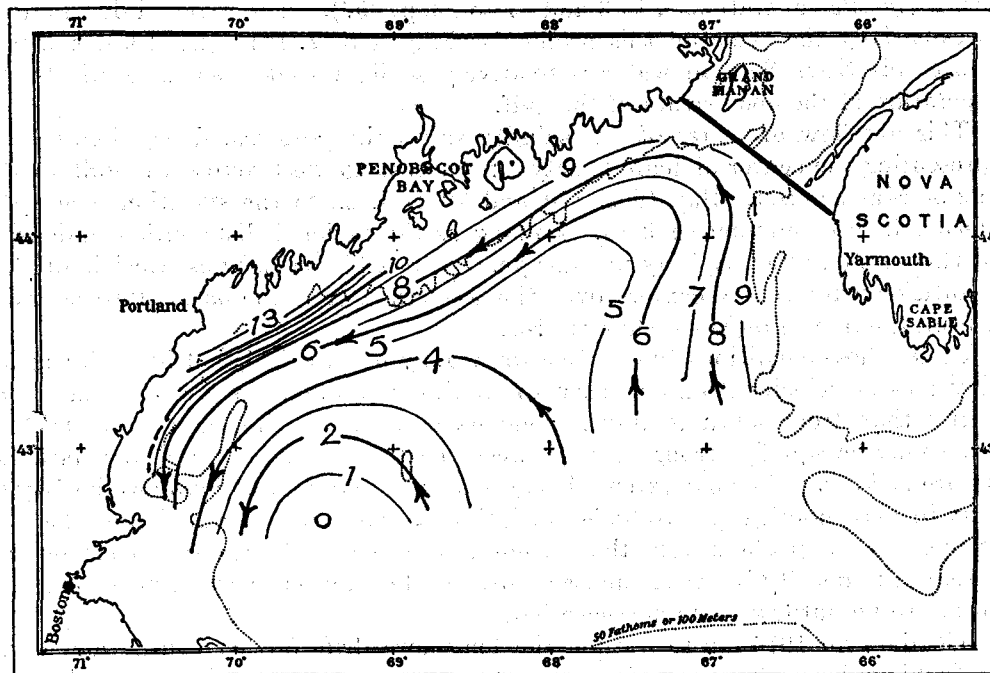 71° 70° 69° 68° 67° 66°
GRAND
MANAN
PENOBSCOT
BAY
9
NOVA
SCOTIA
44° 44
10
Yarmouth
8
Portland
13
5 7 9
CAPE
SABLE
6 5
6 8
4
43 43
2
1
0
Boston
50 Fathoms or 100 Meters
71° 70° 69° 68° 67° 66°